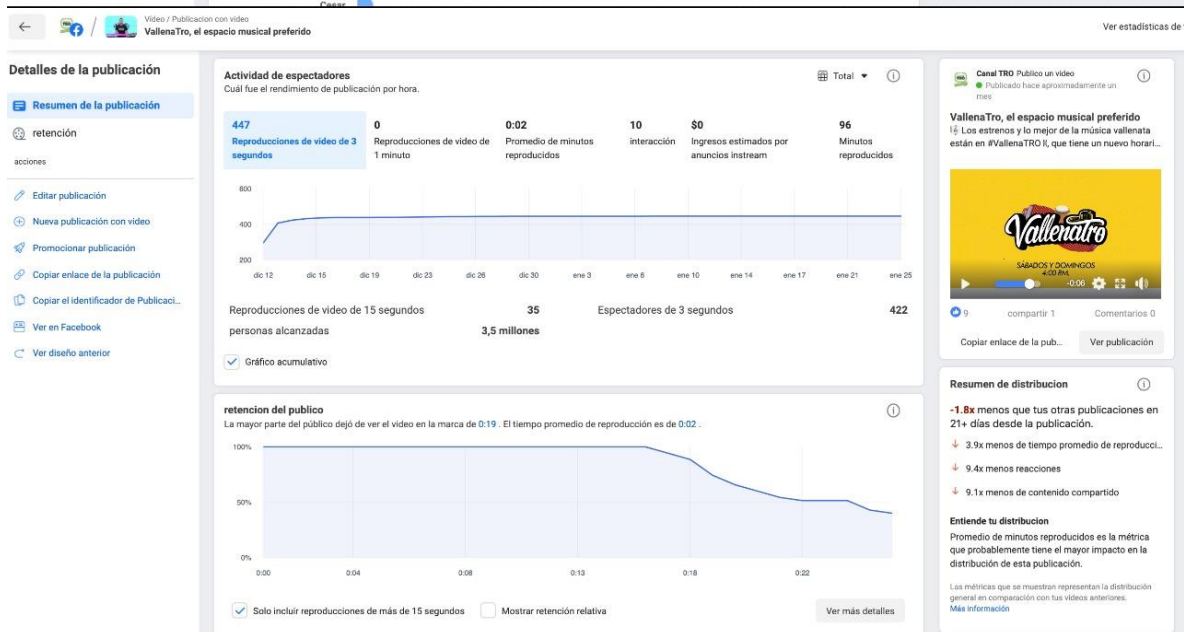 Cesar
Video / Publicacion con video
VallenaTro, el espacio musical preferido
Ver estadísticas de
Detalles de la publicación
Resumen de la publicación
retención
acciones
Editar publicación
Nueva publicación con video
Promocionar publicación
Copiar enlace de la publicación
Copiar el identificador de Publicaci...
Ver en Facebook
Ver diseño anterior
Actividad de espectadores
Cuál fue el rendimiento de publicación por hora.
Total
447
Reproducciones de video de 3
segundos
0
Reproducciones de video de
1 minuto
0:02
Promedio de minutos
reproducidos
10
interacción
$0
Ingresos estimados por
anuncios instream
96
Minutos
reproducidos
600
400
200
dic 12 dic 15 dic 19 dic 23 dic 26 dic 30 ene 3 ene 6 ene 10 ene 14 ene 17 ene 21 ene 25
Reproducciones de video de 15 segundos 35 Espectadores de 3 segundos 422
personas alcanzadas 3,5 millones
Gráfico acumulativo
retencion del publico
La mayor parte del público dejó de ver el video en la marca de 0:19 . El tiempo promedio de reproducción es de 0:02 .
100%
50%
0%
0:00 0:04 0:08 0:13 0:18 0:22
Solo incluir reproducciones de más de 15 segundos Mostrar retención relativa Ver más detalles
Canal TRO Publico un video
Publicado hace aproximadamente un
mes
VallenaTro, el espacio musical preferido
Los estrenos y lo mejor de la música vallenata
están en #VallenaTRO II, que tiene un nuevo horari...
Vallenatro
SÁBADOS Y DOMINGOS
4:00 P.M.
-0:06
9 compartir 1 Comentarios 0
Copiar enlace de la pub... Ver publicación
Resumen de distribucion
-1.8x menos que tus otras publicaciones en
21+ días desde la publicación.
3.9x menos de tiempo promedio de reproducci...
9.4x menos reacciones
9.1x menos de contenido compartido
Entiende tu distribucion
Promedio de minutos reproducidos es la métrica
que probablemente tiene el mayor impacto en la
distribución de esta publicación.
Las métricas que se muestran representan la distribución
general en comparación con tus videos anteriores.
Más información